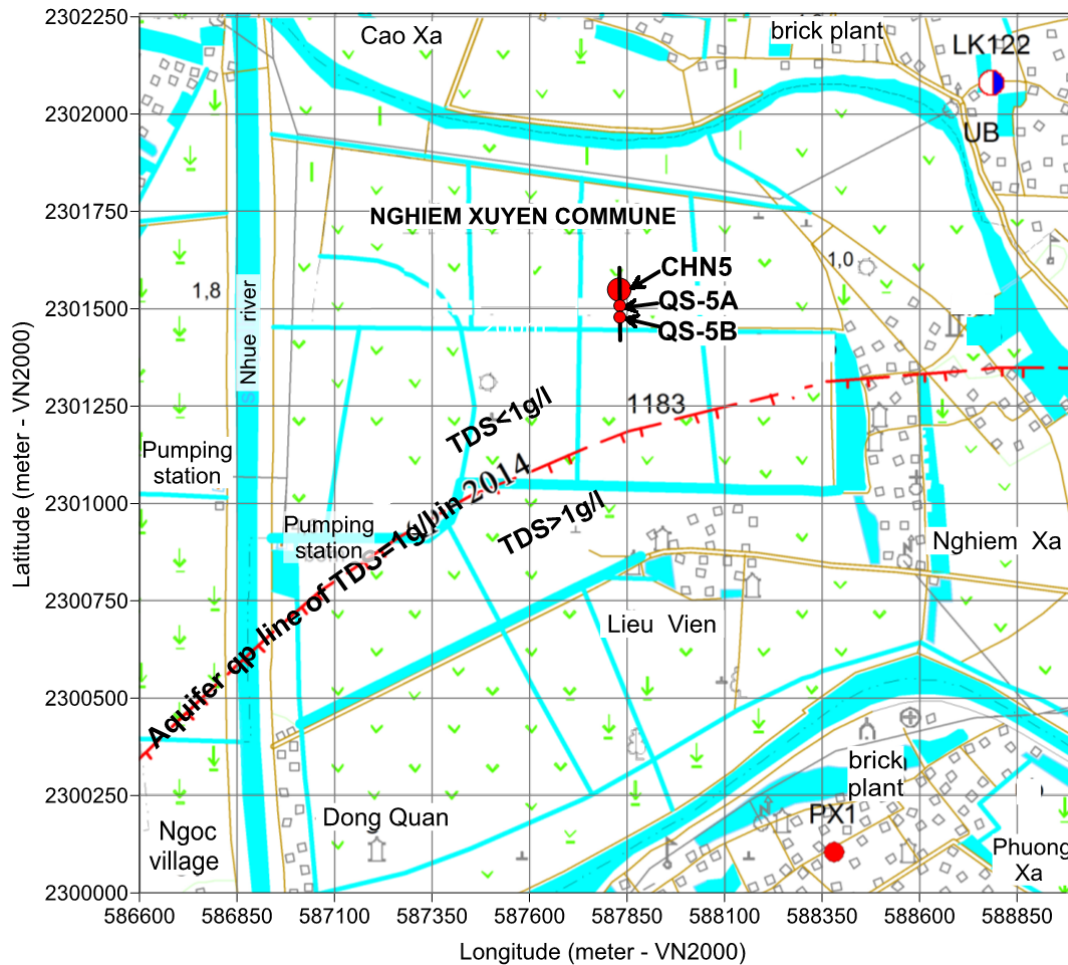 2302250
Cao Xa
brick plant
LK122
2302000
UB
2301750
NGHIEM XUYEN COMMUNE
CHN5
1,0
1,8
QS-5A
2301500
QS-5B
Nhue river
2301250
1183
TDS<1g/l
Pumping
station
2301000
Pumping
station
TDS>1g/l
Nghiem Xa
Aquifer qp line of TDS=1g/l in 2014
2300750
Lieu Vien
2300500
brick
plant
2300250
PX1
Dong Quan
Ngoc
village
Phuong
Xa
2300000
586600
586850
587100
587350
587600
587850
588100
588350
588600
588850
Latitude (meter - VN2000)
Longitude (meter - VN2000)